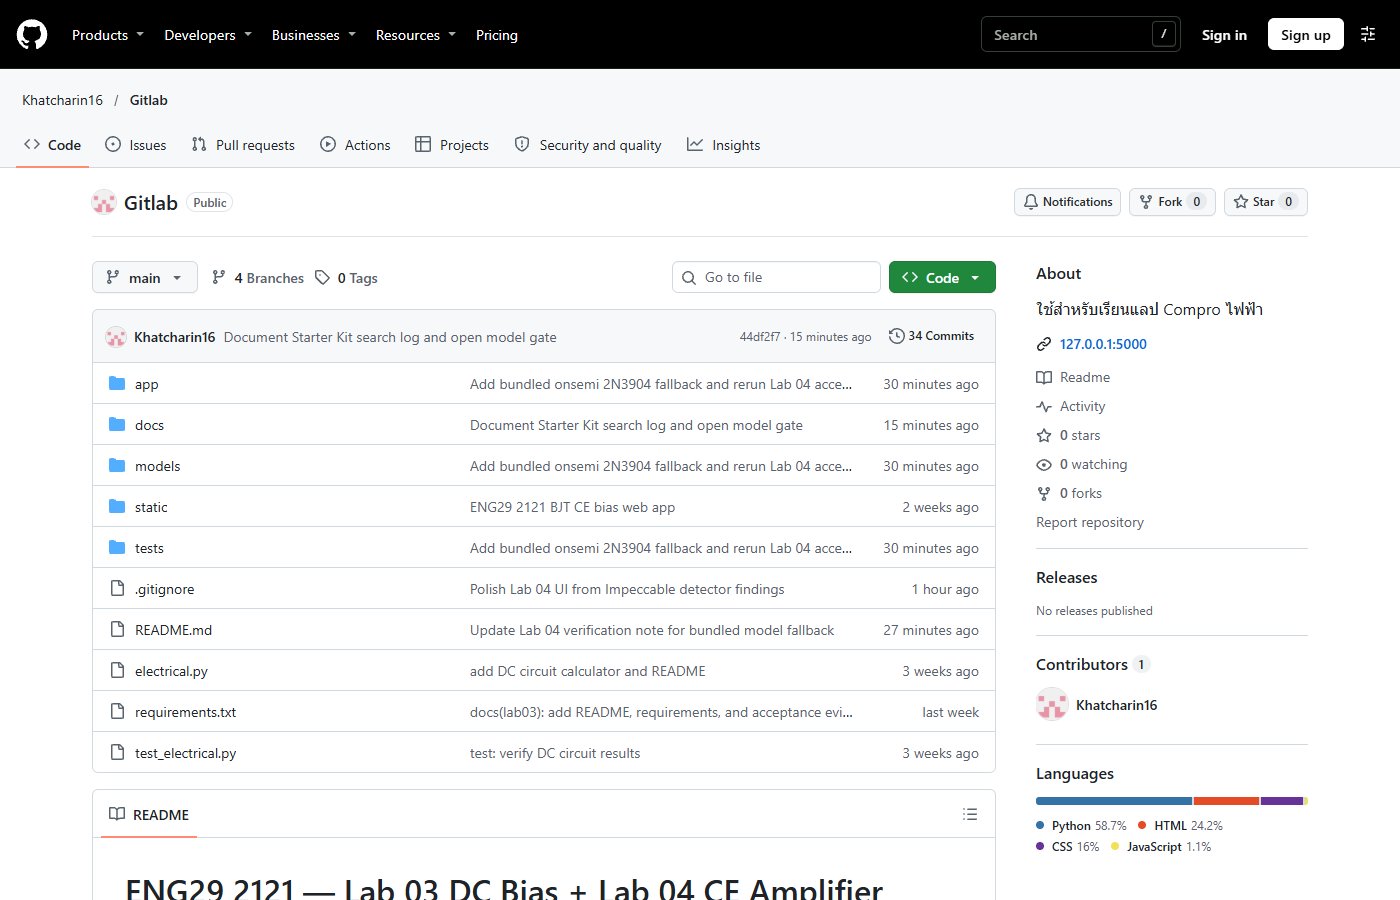 Products Developers Businesses Resources Pricing Search / Sign in Sign up
Khatcharin16 / Gitlab
Code Issues Pull requests Actions Projects Security and quality Insights
Gitlab Public Notifications Fork 0 Star 0
main 4 Branches 0 Tags Go to file Code
Khatcharin16 Document Starter Kit search log and open model gate 44df2f7 · 15 minutes ago 34 Commits
app Add bundled onsemi 2N3904 fallback and rerun Lab 04 acce... 30 minutes ago
docs Document Starter Kit search log and open model gate 15 minutes ago
models Add bundled onsemi 2N3904 fallback and rerun Lab 04 acce... 30 minutes ago
static ENG29 2121 BJT CE bias web app 2 weeks ago
tests Add bundled onsemi 2N3904 fallback and rerun Lab 04 acce... 30 minutes ago
.gitignore Polish Lab 04 UI from Impeccable detector findings 1 hour ago
README.md Update Lab 04 verification note for bundled model fallback 27 minutes ago
electrical.py add DC circuit calculator and README 3 weeks ago
requirements.txt docs(lab03): add README, requirements, and acceptance evi... last week
test_electrical.py test: verify DC circuit results 3 weeks ago
README
ENG29 2121 — Lab 03 DC Bias + Lab 04 CE Amplifier
About
ใช้สำหรับเรียนแลป Compro ไฟฟ้า
127.0.0.1:5000
Readme
Activity
0 stars
0 watching
0 forks
Report repository
Releases
No releases published
Contributors 1
Khatcharin16
Languages
Python 58.7% HTML 24.2%
CSS 16% JavaScript 1.1%